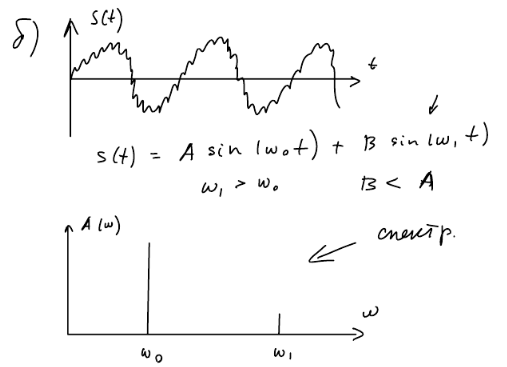 б)
S(t)
t
s(t) = A sin(ω₀t) + B sin(ω₁t)
ω₁ > ω₀ B < A
A(ω)
спектр.
ω
ω₀ ω₁